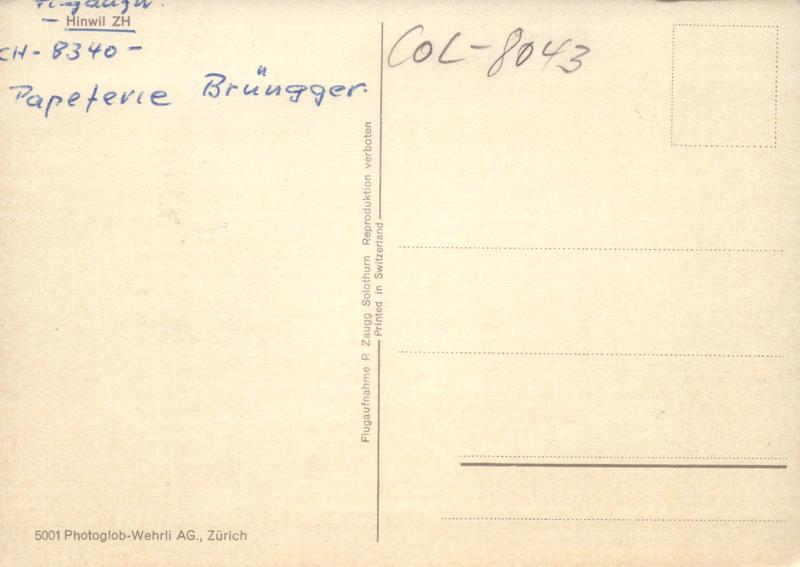 Hinwil ZH
CH-8340-
Papeterie Brüngger.
COL-8043
Flugaufnahme P. Zaugg Solothurn Reproduktion verboten
Printed in Switzerland
5001 Photoglob-Wehrli AG., Zürich